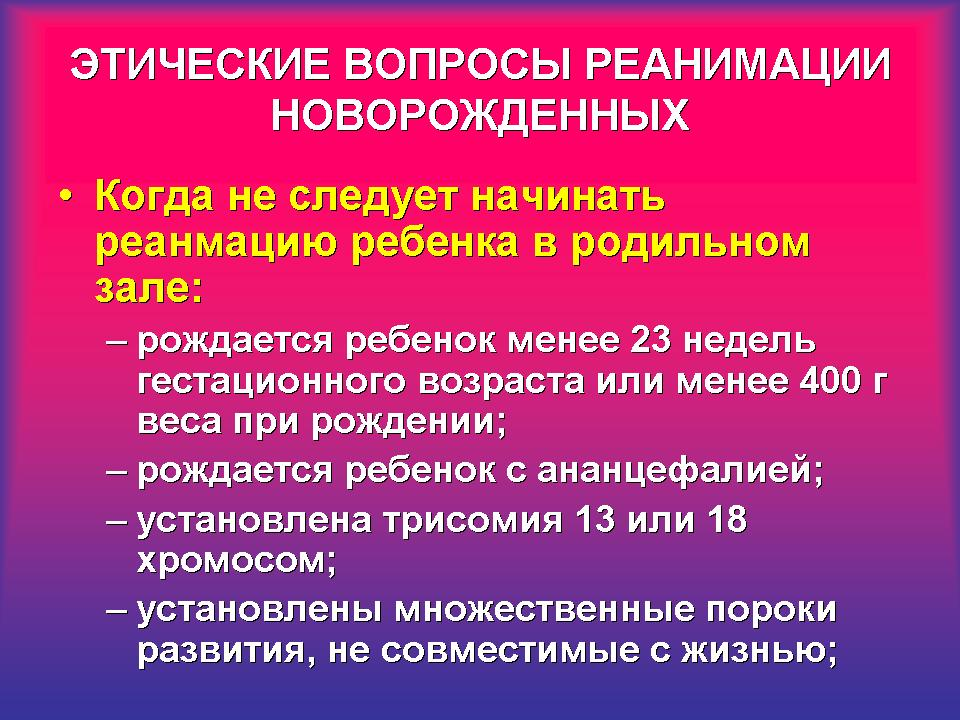 ЭТИЧЕСКИЕ ВОПРОСЫ РЕАНИМАЦИИ
НОВОРОЖДЕННЫХ
• Когда не следует начинать
реанмацию ребенка в родильном
зале:
– рождается ребенок менее 23 недель
гестационного возраста или менее 400 г
веса при рождении;
– рождается ребенок с ананцефалией;
– установлена трисомия 13 или 18
хромосом;
– установлены множественные пороки
развития, не совместимые с жизнью;